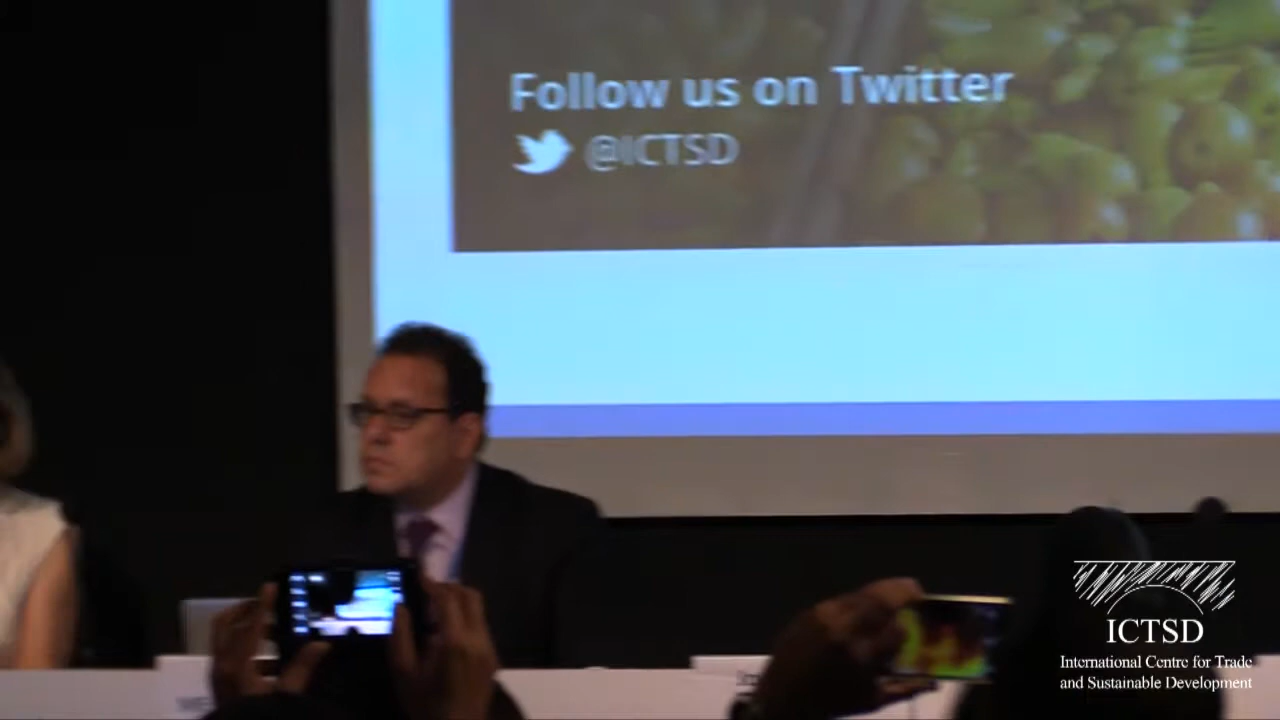 Follow us on Twitter
@ICTSD
ICTSD
International Centre for Trade
and Sustainable Development